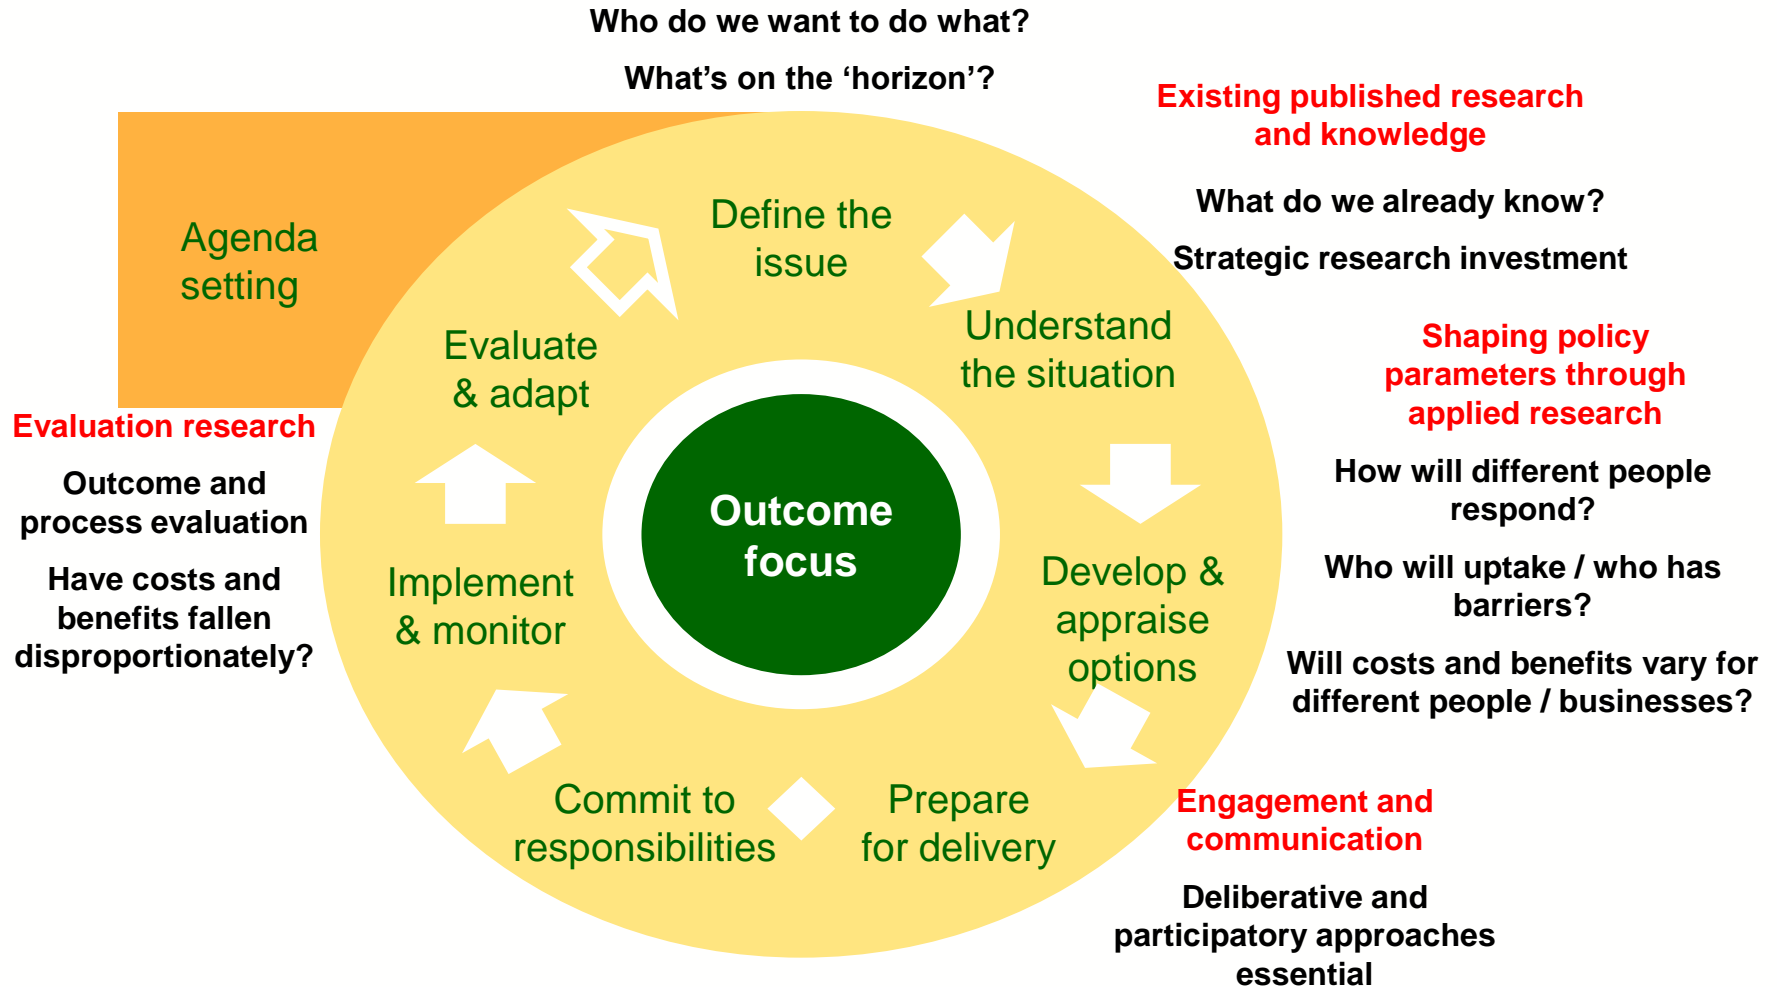 Who do we want to do what?
What's on the ‘horizon’?
Existing published research
and knowledge
What do we already know?
Strategic research investment
Shaping policy
parameters through
applied research
How will different people
respond?
Who will uptake / who has
barriers?
Will costs and benefits vary for
different people / businesses?
Engagement and
communication
Deliberative and
participatory approaches
essential
Evaluation research
Outcome and
process evaluation
Have costs and
benefits fallen
disproportionately?
Agenda
setting
Define the
issue
Understand
the situation
Develop &
appraise
options
Prepare
for delivery
Commit to
responsibilities
Implement
& monitor
Evaluate
& adapt
Outcome
focus